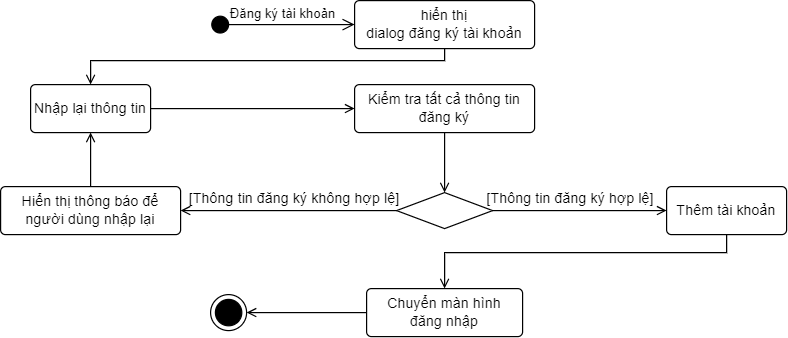 Đăng ký tài khoản
hiển thị
dialog đăng ký tài khoản
Nhập lại thông tin
Kiểm tra tất cả thông tin
đăng ký
Hiển thị thông báo để
người dùng nhập lại
[Thông tin đăng ký không hợp lệ]
[Thông tin đăng ký hợp lệ]
Thêm tài khoản
Chuyển màn hình
đăng nhập